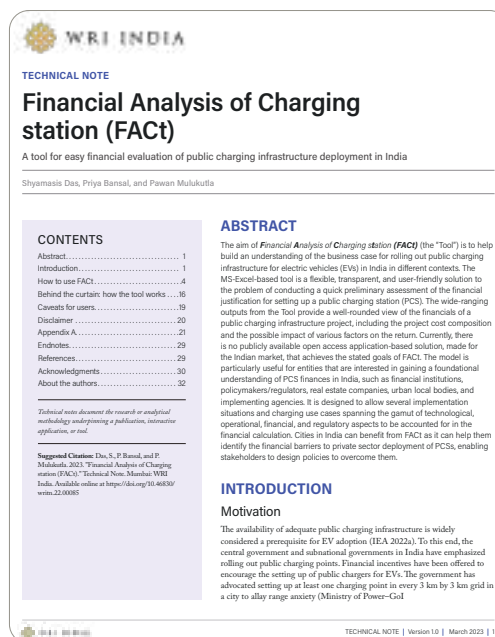 WRI INDIA
TECHNICAL NOTE
Financial Analysis of Charging
station (FACt)
A tool for easy financial evaluation of public charging infrastructure deployment in India
Shyamasis Das, Priya Bansal, and Pawan Mulukutla
CONTENTS
Abstract................................. 1
Introduction............................. 1
How to use FACt.........................4
Behind the curtain: how the tool works ....16
Caveats for users........................19
Disclaimer ..............................20
Appendix A..............................21
Endnotes................................29
References..............................29
Acknowledgments .......................30
About the authors........................32
Technical notes document the research or analytical
methodology underpinning a publication, interactive
application, or tool.
Suggested Citation: Das, S., P. Bansal, and P.
Mulukutla. 2023. "Financial Analysis of Charging
station (FACt)." Technical Note. Mumbai: WRI
India. Available online at https://doi.org/10.46830/
writn.22.00085
ABSTRACT
The aim of Financial Analysis of Charging station (FACt) (the "Tool") is to help
build an understanding of the business case for rolling out public charging
infrastructure for electric vehicles (EVs) in India in different contexts. The
MS-Excel-based tool is a flexible, transparent, and user-friendly solution to
the problem of conducting a quick preliminary assessment of the financial
justification for setting up a public charging station (PCS). The wide-ranging
outputs from the Tool provide a well-rounded view of the financials of a
public charging infrastructure project, including the project cost composition
and the possible impact of various factors on the return. Currently, there
is no publicly available open access application-based solution, made for
the Indian market, that achieves the stated goals of FACt. The model is
particularly useful for entities that are interested in gaining a foundational
understanding of PCS finances in India, such as financial institutions,
policymakers/regulators, real estate companies, urban local bodies, and
implementing agencies. It is designed to allow several implementation
situations and charging use cases spanning the gamut of technological,
operational, financial, and regulatory aspects to be accounted for in the
financial calculation. Cities in India can benefit from FACt as it can help them
identify the financial barriers to private sector deployment of PCSs, enabling
stakeholders to design policies to overcome them.
INTRODUCTION
Motivation
The availability of adequate public charging infrastructure is widely
considered a prerequisite for EV adoption (IEA 2022a). To this end, the
central government and subnational governments in India have emphasized
rolling out public charging points. Financial incentives have been offered to
encourage the setting up of public chargers for EVs. The government has
advocated setting up at least one charging point in every 3 km by 3 km grid in
a city to allay range anxiety (Ministry of Power–GoI
TECHNICAL NOTE | Version 1.0 | March 2023 | 1